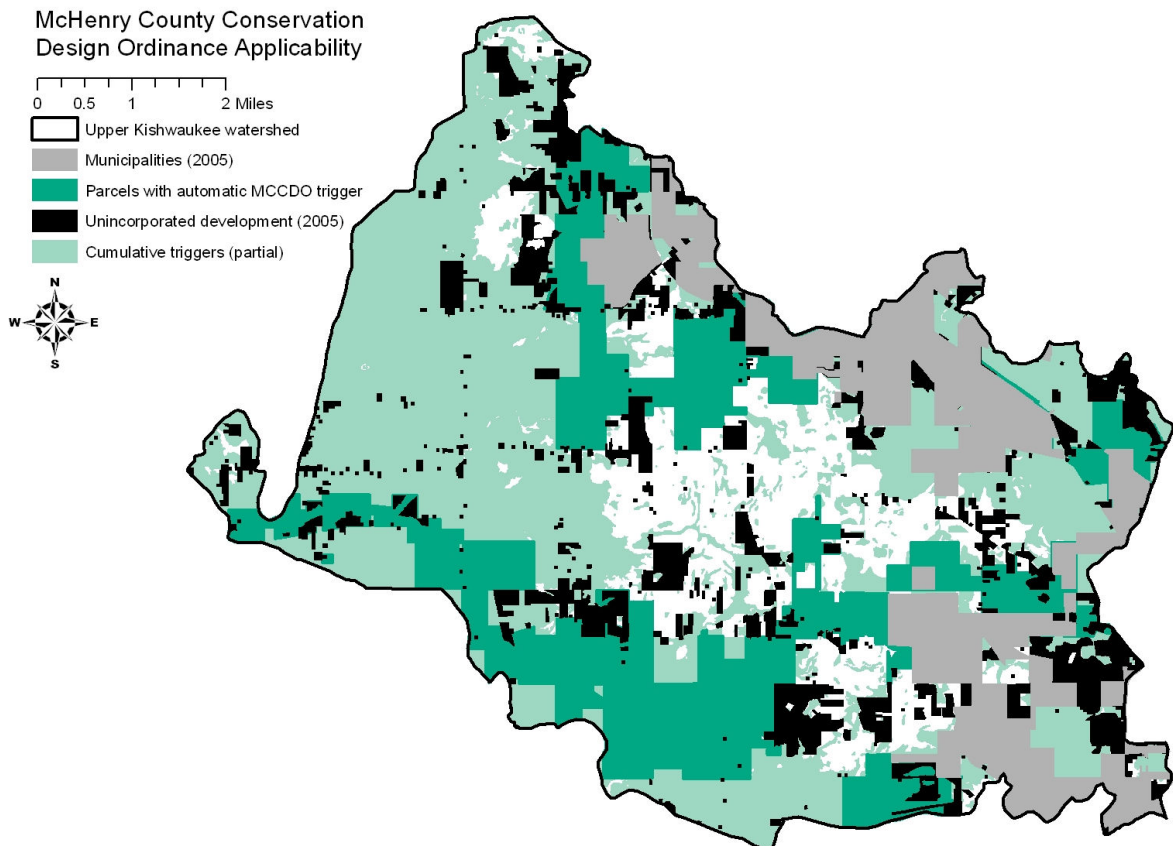 McHenry County Conservation
Design Ordinance Applicability
0 0.5 1 2 Miles
Upper Kishwaukee watershed
Municipalities (2005)
Parcels with automatic MCCDO trigger
Unincorporated development (2005)
Cumulative triggers (partial)
N
W E
S